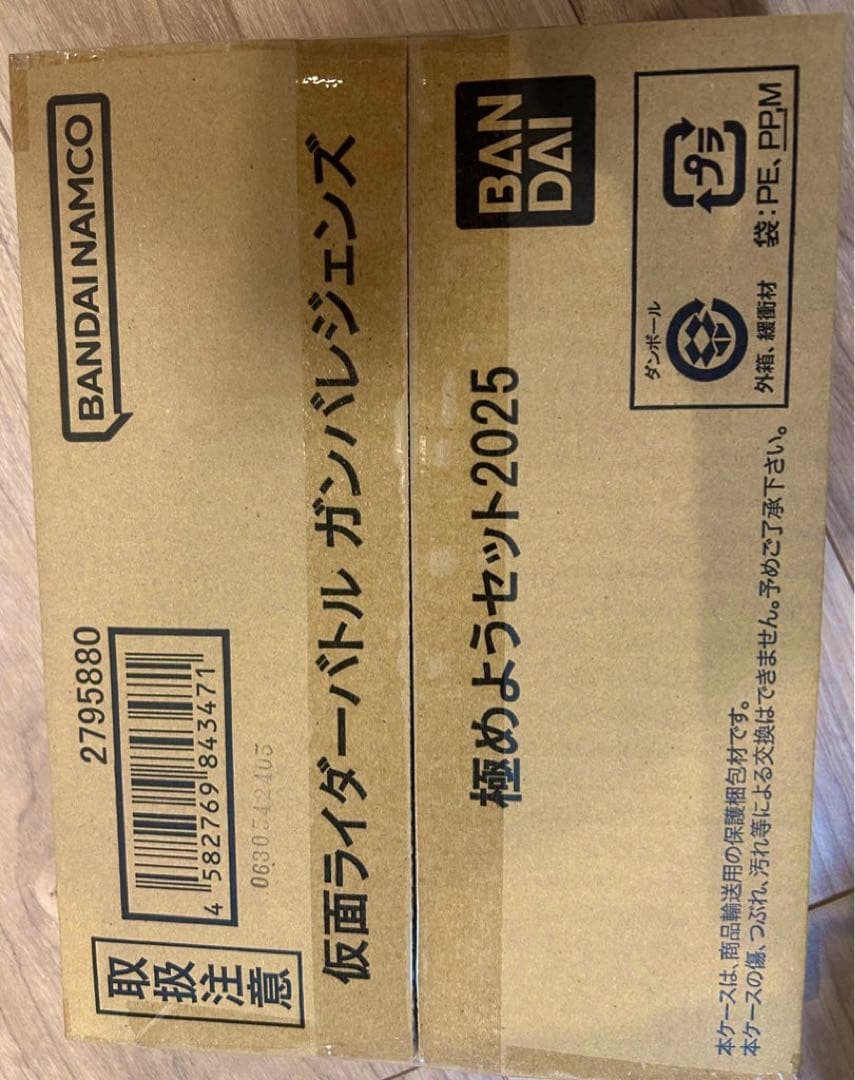 BANDAI NAMCO
2795880
4 582769 843471
取扱注意
仮面ライダーバトル ガンバレジェンズ
極めようセット2025
BAN
DAI
プラ
袋:PE、PP,M
ダンボール
外箱、緩衝材
本ケースは、商品輸送用の保護梱包材です。
本ケースの傷、つぶれ、汚れ等による交換はできません。予めご了承下さい。